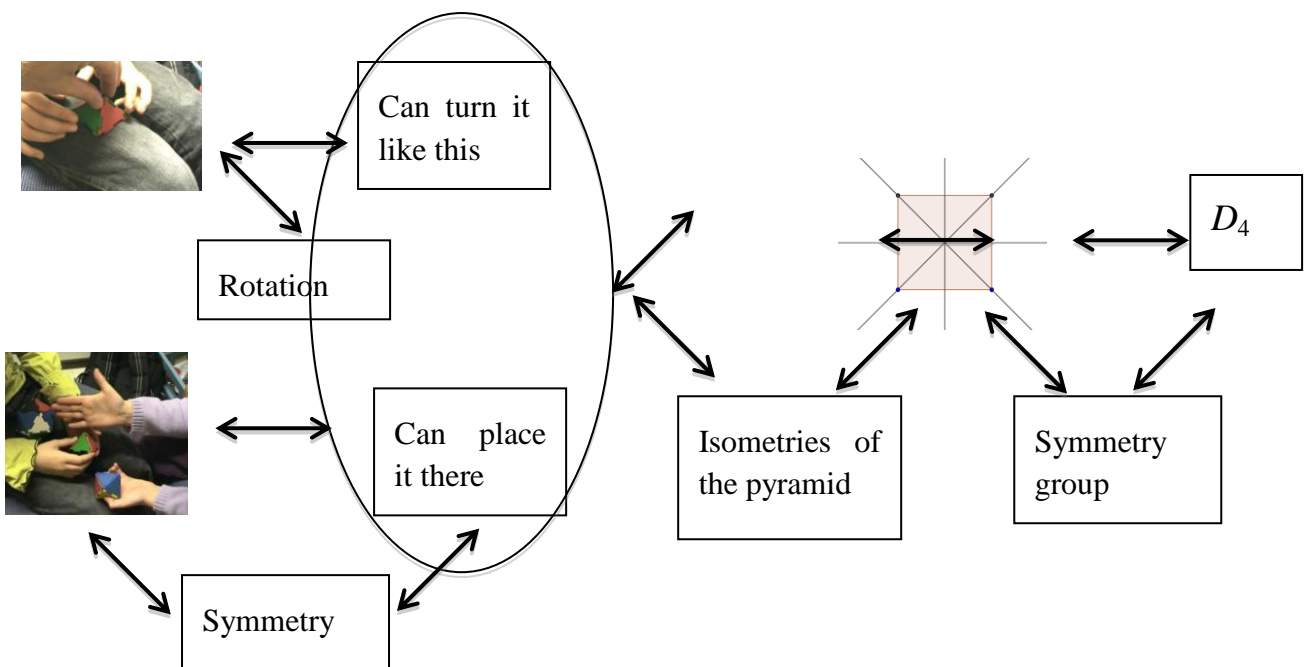 Can turn it
like this
Rotation
D4
Can place
it there
Isometries of
the pyramid
Symmetry
group
Symmetry